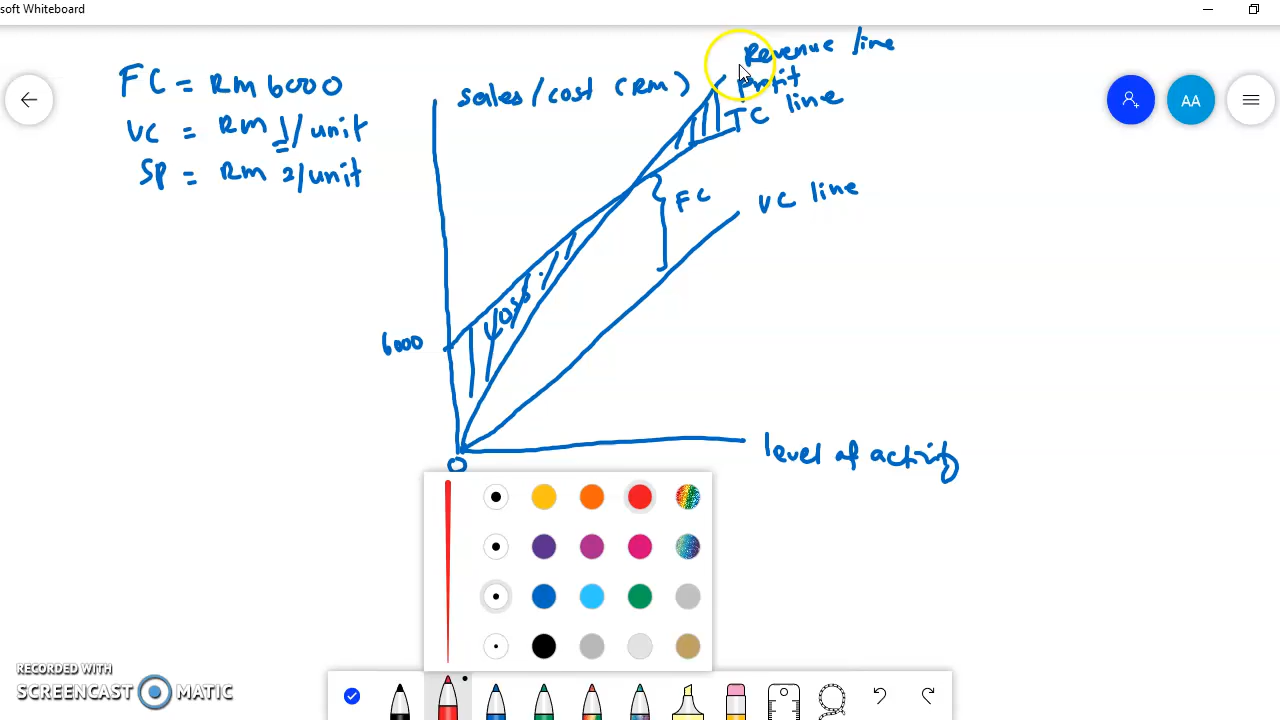 soft Whiteboard
FC = RM 6000
VC = RM 1/unit
SP = RM 2/unit
sales/cost (RM)
Revenue line
profit
TC line
FC
VC line
Loss
6000
0
level of activity
AA
RECORDED WITH
SCREENCAST MATIC